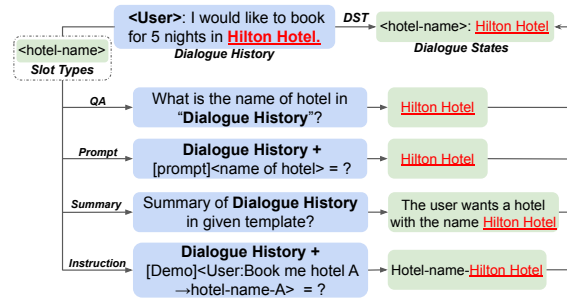 <User>: I would like to book
for 5 nights in Hilton Hotel.
Dialogue History
DST
<hotel-name>: Hilton Hotel
Dialogue States
<hotel-name>
Slot Types
QA
What is the name of hotel in
“Dialogue History”?
Hilton Hotel
Prompt
Dialogue History +
[prompt]<name of hotel> = ?
Hilton Hotel
Summary
Summary of Dialogue History
in given template?
The user wants a hotel
with the name Hilton Hotel
Instruction
Dialogue History +
[Demo]<User:Book me hotel A
→hotel-name-A> = ?
Hotel-name-Hilton Hotel